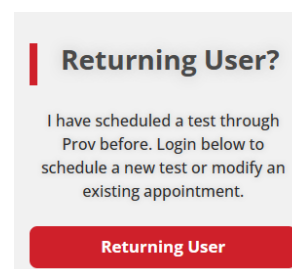 Returning User?
I have scheduled a test through
Prov before. Login below to
schedule a new test or modify an
existing appointment.
Returning User